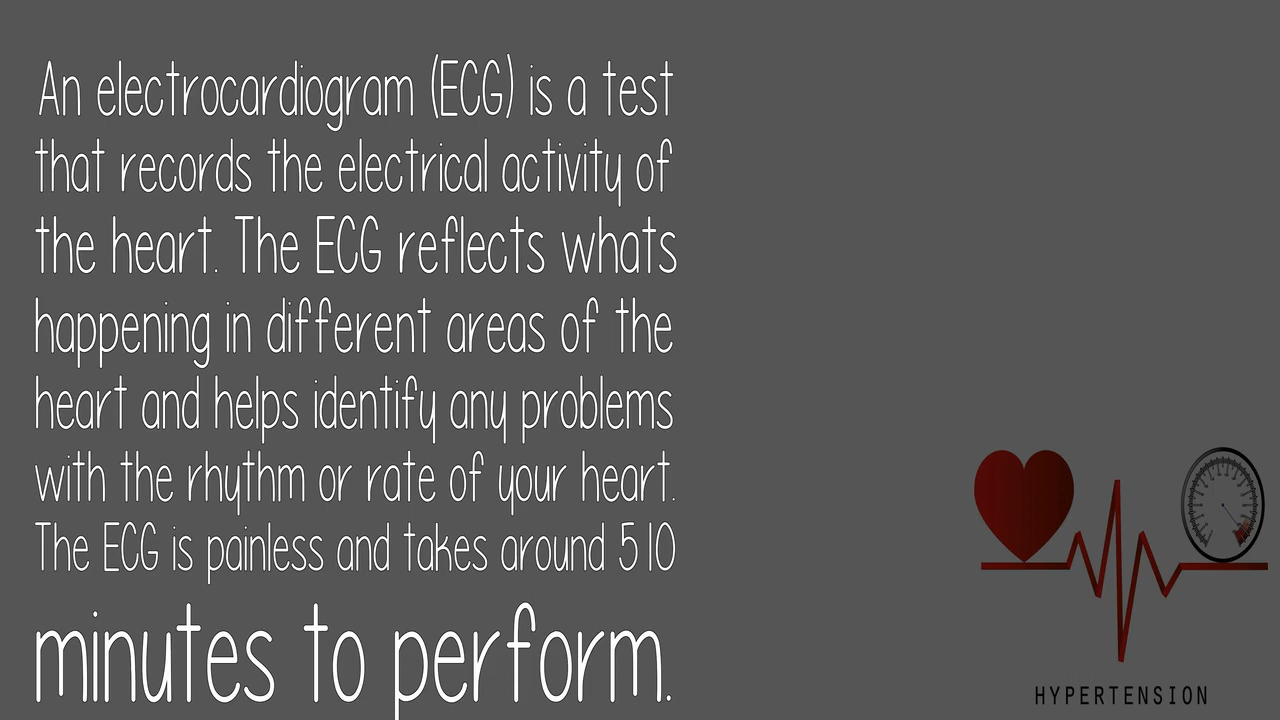 An electrocardiogram (ECG) is a test
that records the electrical activity of
the heart. The ECG reflects whats
happening in different areas of the
heart and helps identify any problems
with the rhythm or rate of your heart.
The ECG is painless and takes around 5 10
minutes to perform.
HYPERTENSION